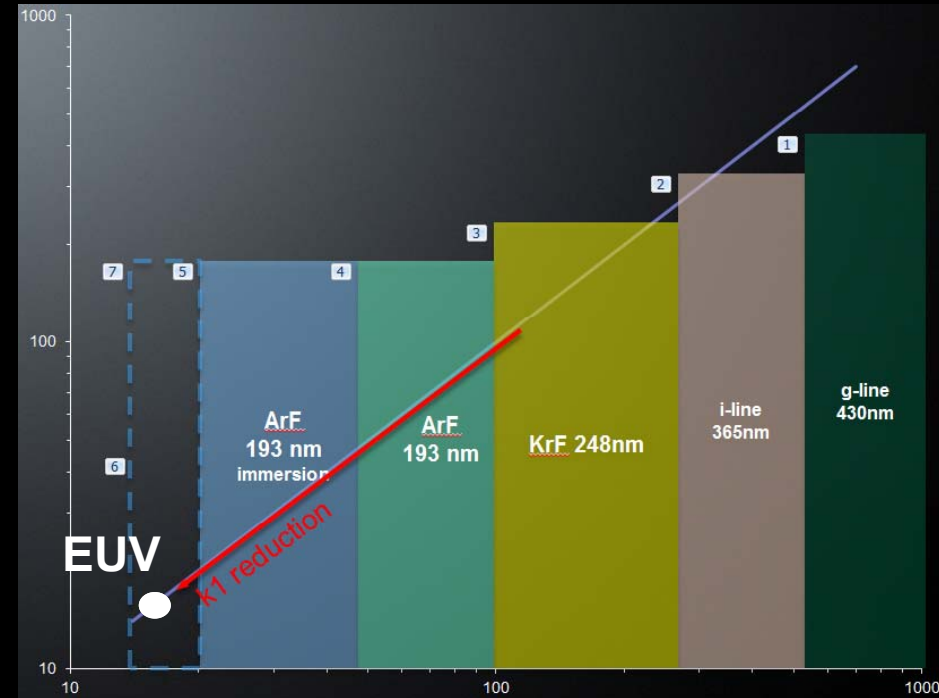 1000
1
2
3
7
5
4
100
g-line
430nm
i-line
365nm
ArF
193 nm
immersion
ArF
193 nm
KrF 248nm
6
EUV
k1 reduction
10
10
100
1000